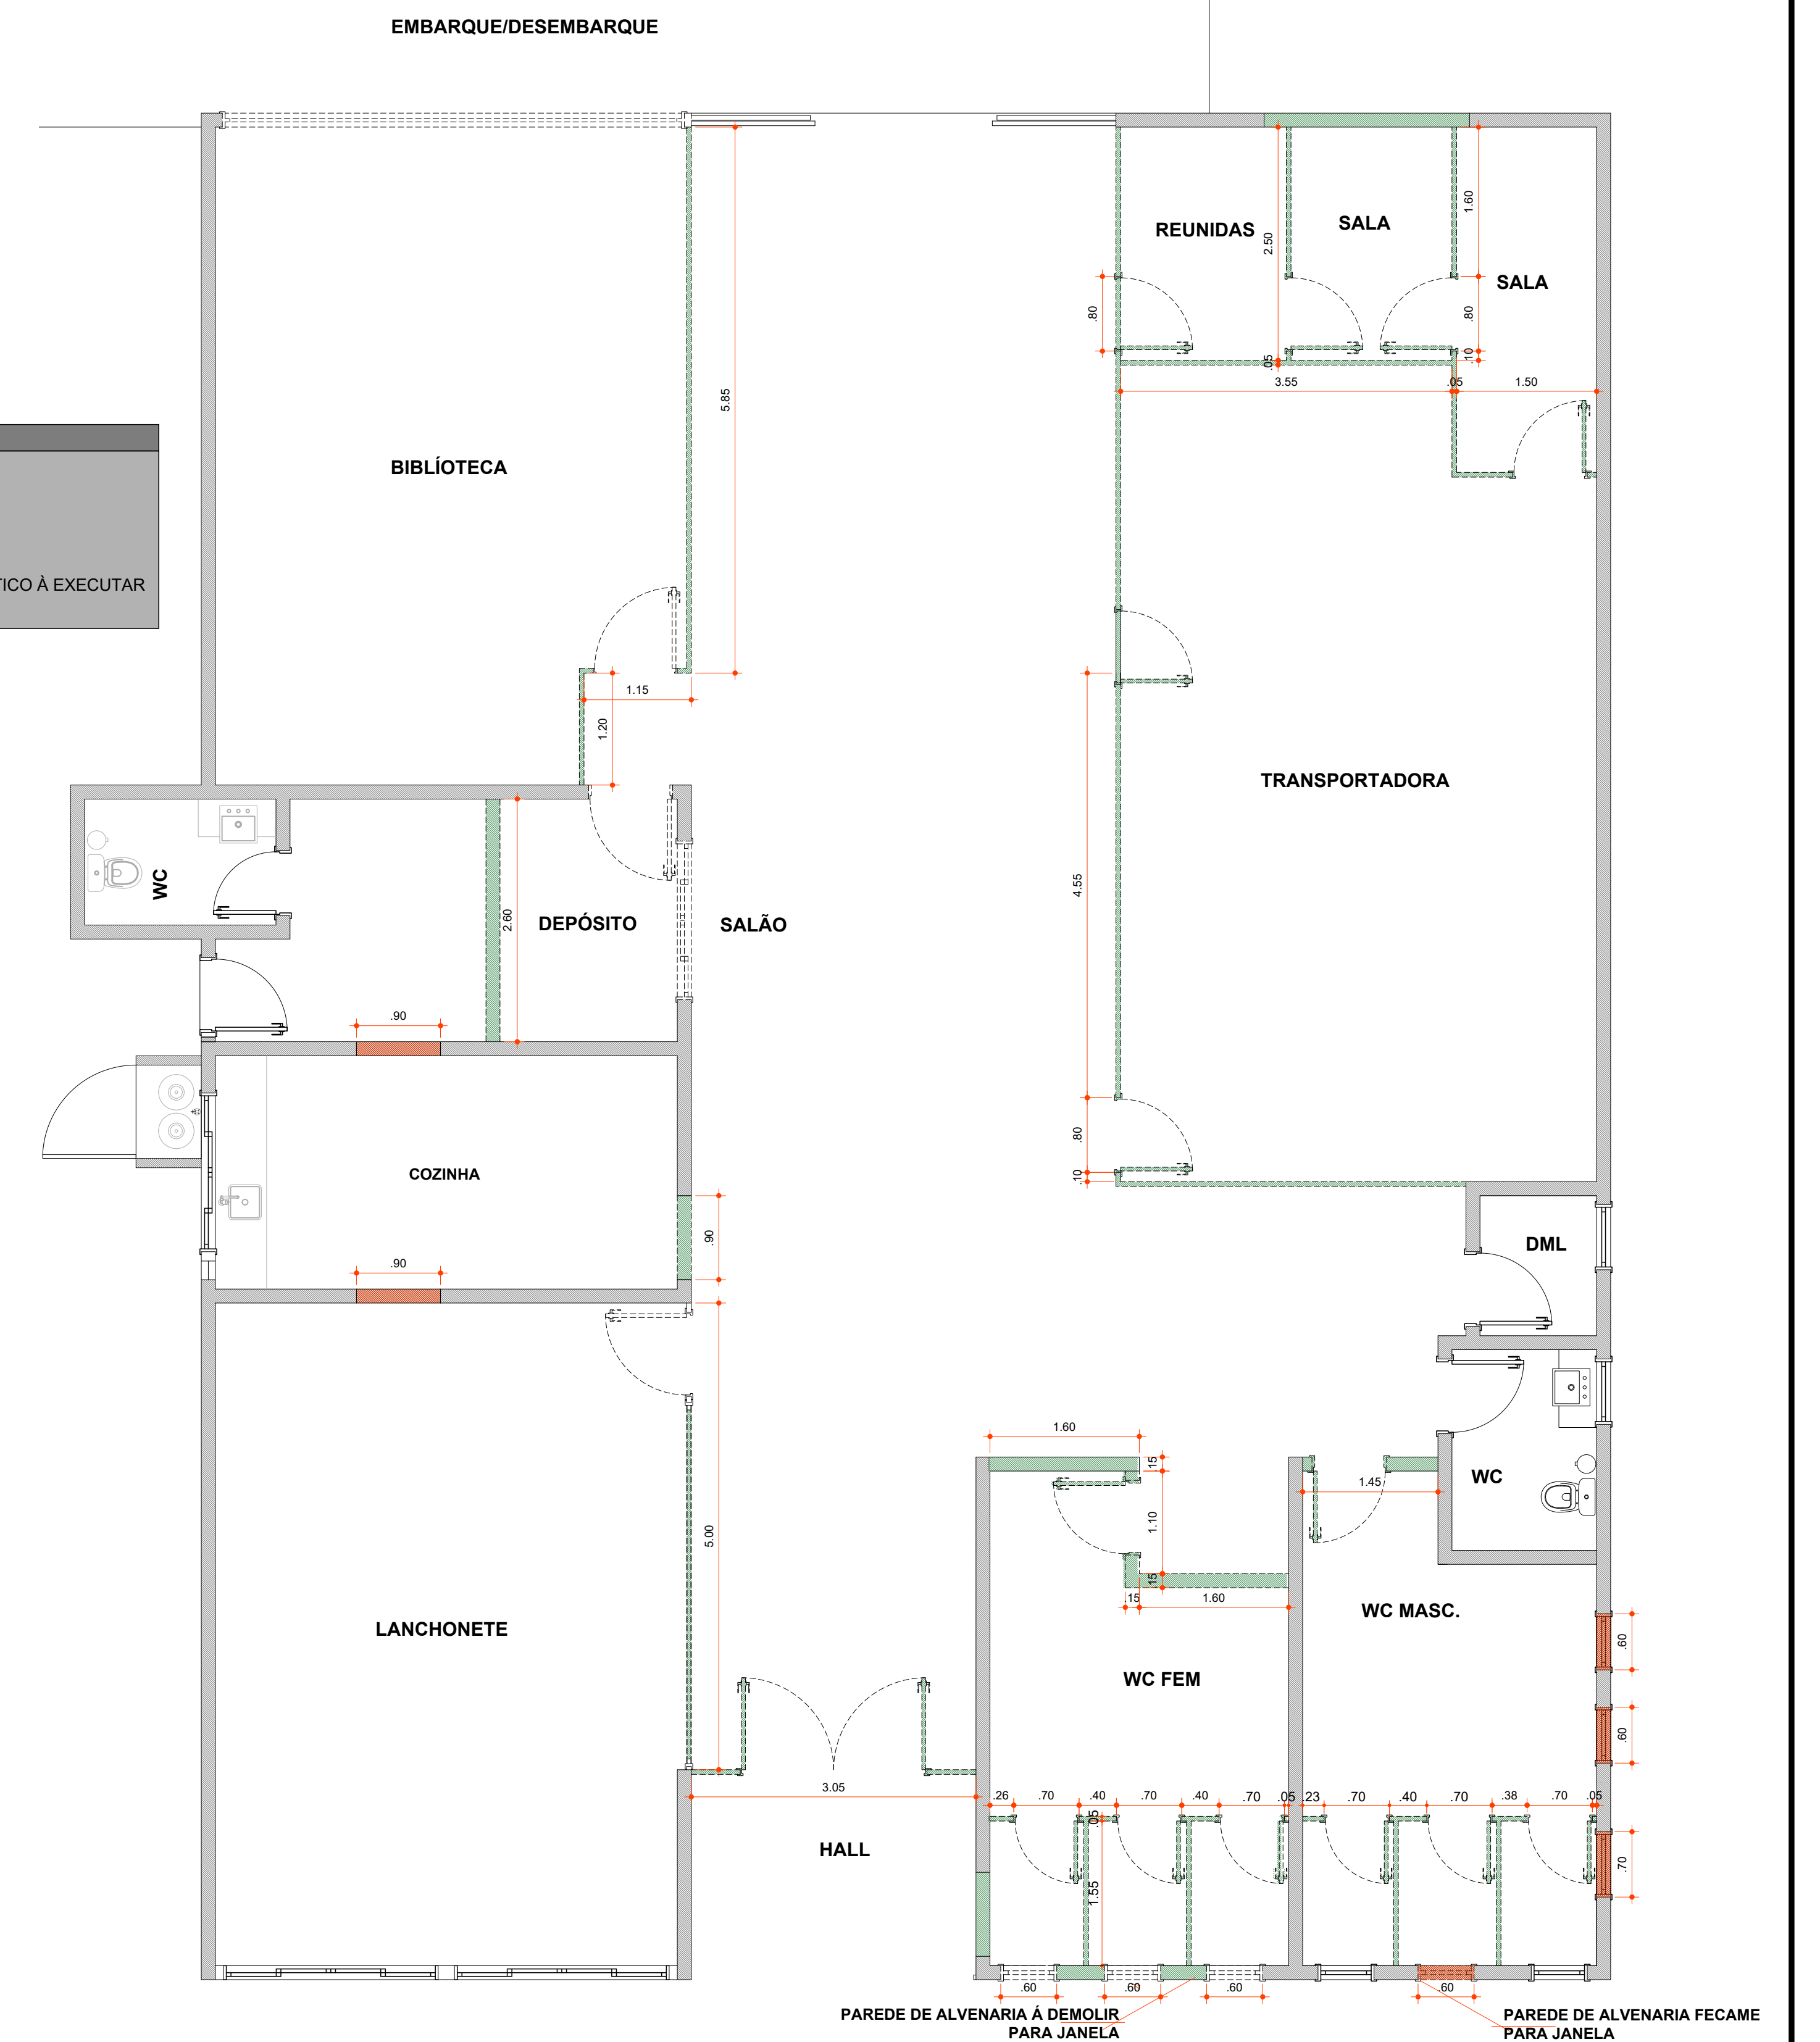 EMBARQUE/DESEMBARQUE
REUNIDAS
SALA
SALA
1.60
2.50
.80
.80
.10
.05
3.55
.05
1.50
5.85
BIBLÍOTECA
TICO À EXECUTAR
1.15
1.20
TRANSPORTADORA
4.55
WC
2.60
DEPÓSITO
SALÃO
.90
COZINHA
.80
.10
.90
.90
DML
1.60
.15
1.10
.15
.15
1.60
1.45
WC
5.00
LANCHONETE
WC MASC.
.60
WC FEM
.60
3.05
.26
.70
.40
.70
.40
.70
.05
.23
.70
.40
.70
.38
.70
.05
.05
HALL
1.55
.70
.60
.60
.60
.60
PAREDE DE ALVENARIA Á DEMOLIR
PARA JANELA
PAREDE DE ALVENARIA FECAME
PARA JANELA